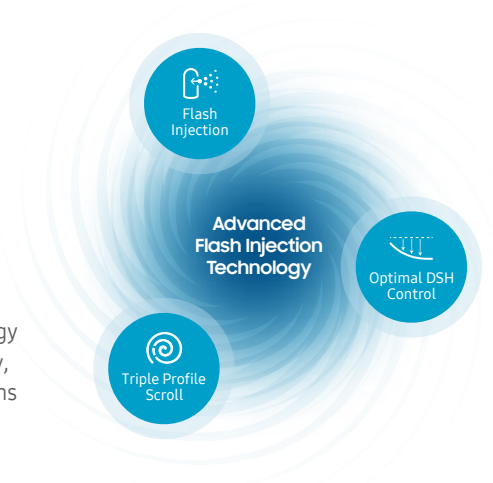 Flash
Injection
Advanced
Flash Injection
Technology
Optimal DSH
Control
Triple Profile
Scroll